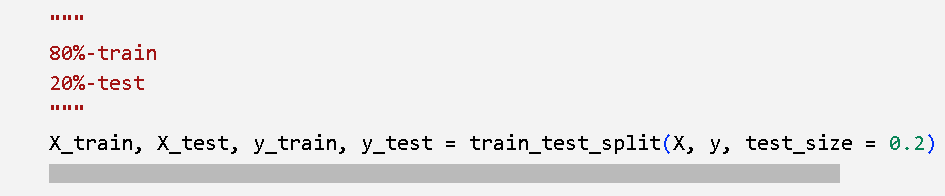 """
80%-train
20%-test
"""
X_train, X_test, y_train, y_test = train_test_split(X, y, test_size = 0.2)